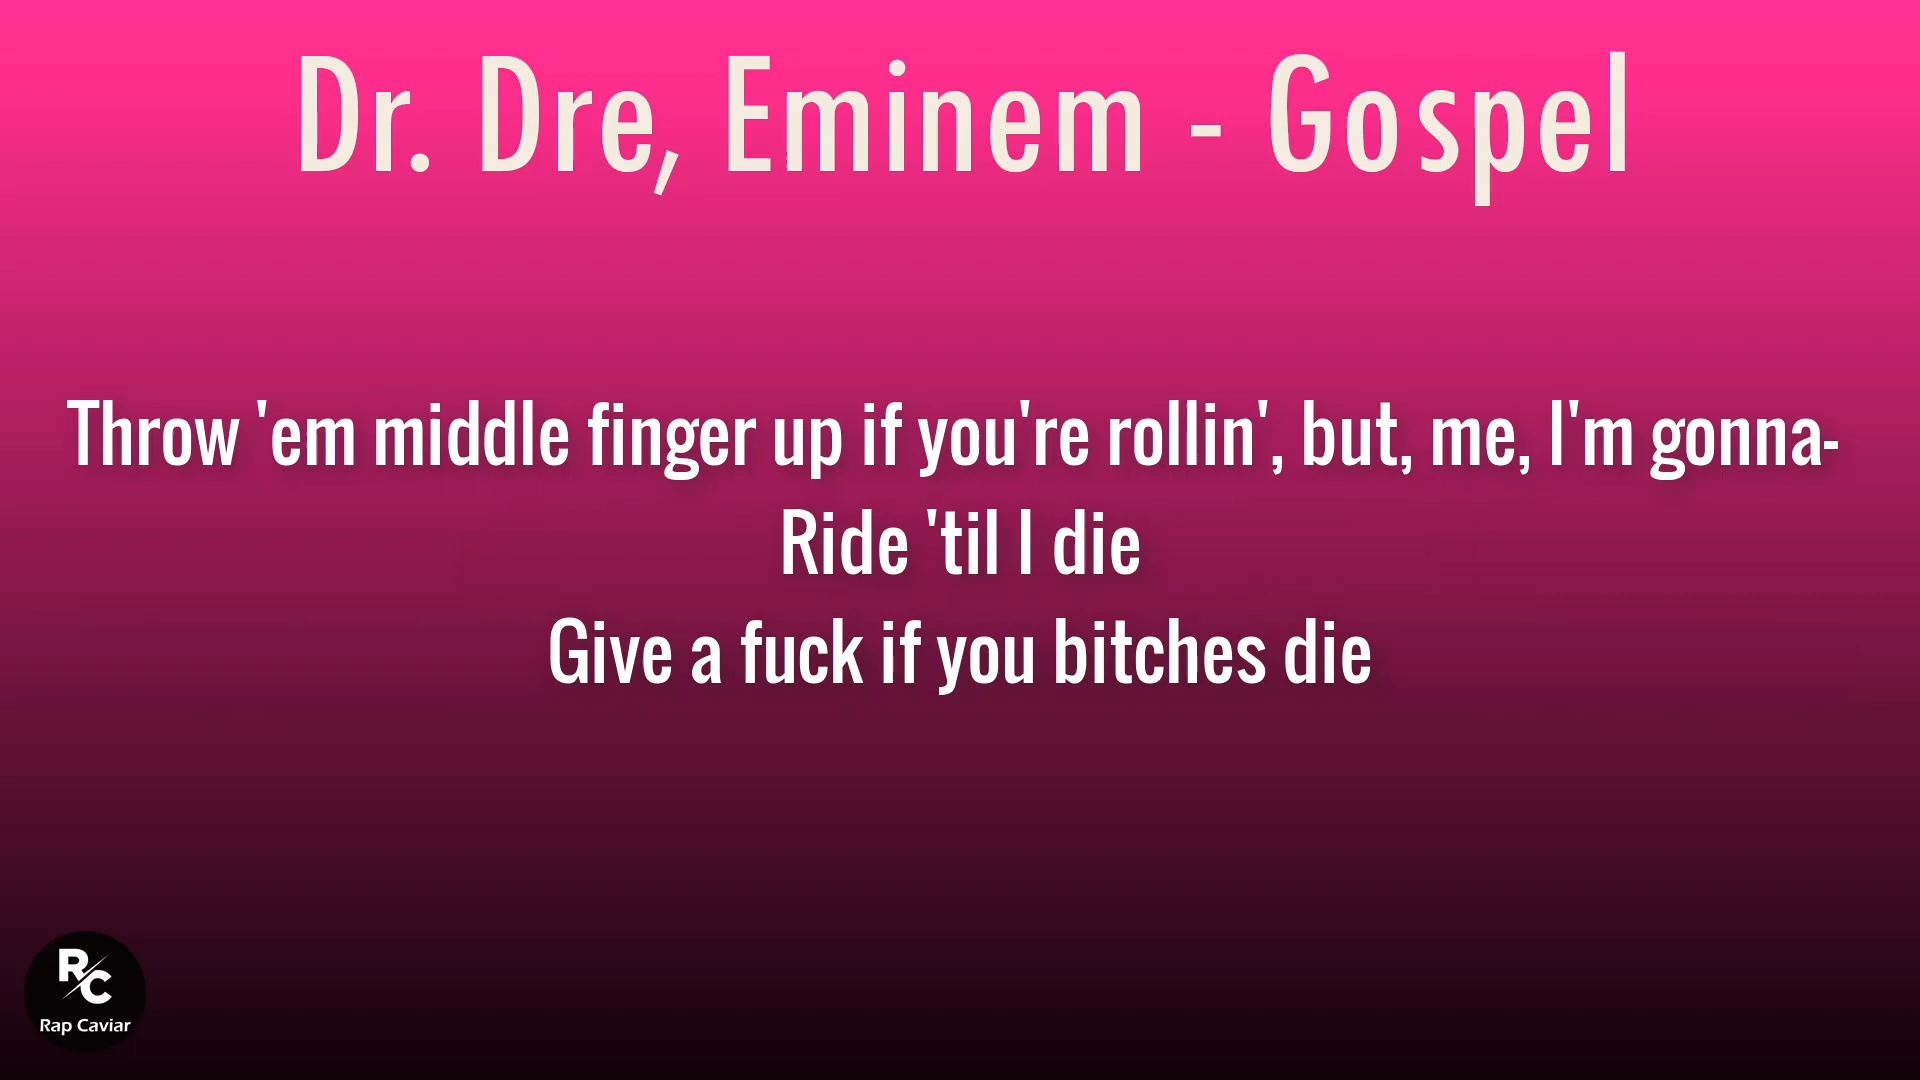 Dr. Dre, Eminem - Gospel
Throw 'em middle finger up if you're rollin', but, me, I'm gonna-
Ride 'til I die
Give a fuck if you bitches die
RC
Rap Caviar